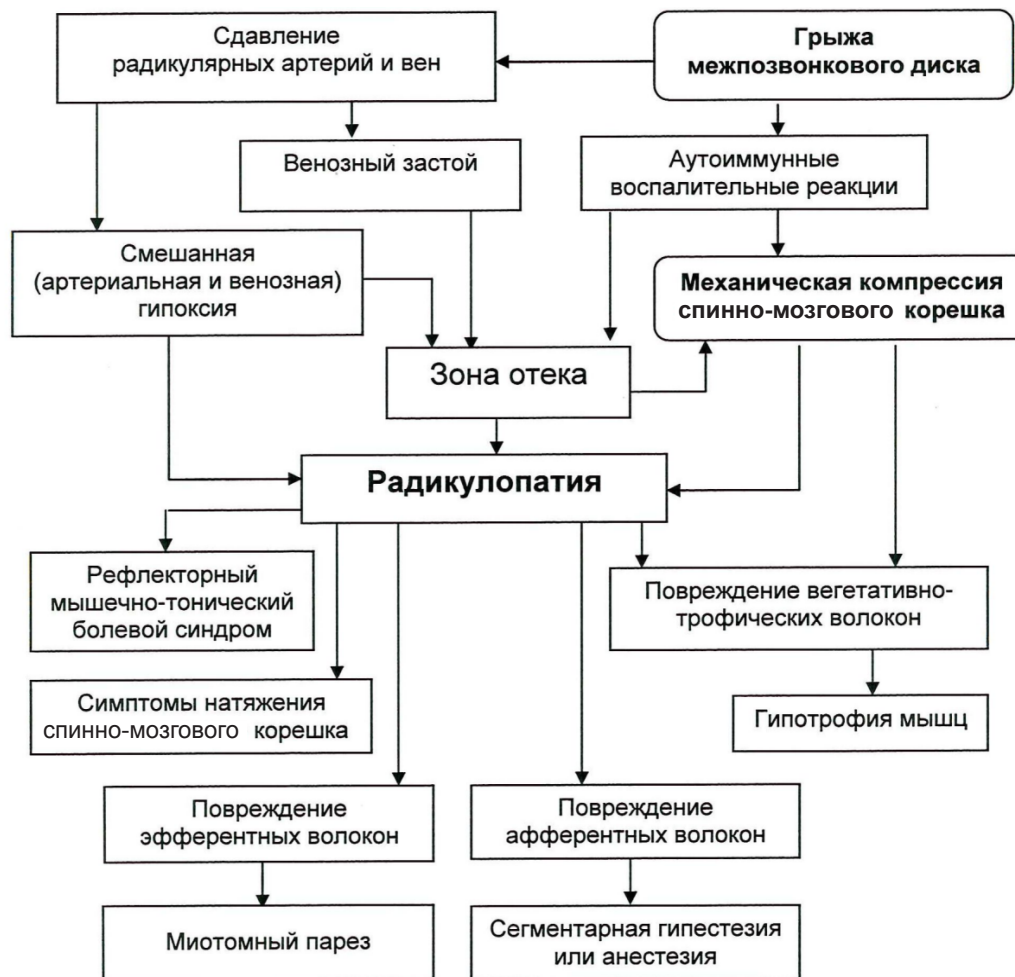 Сдавление
радикулярных артерий и вен
Грыжа
межпозвонкового диска
Венозный застой
Аутоиммунные
воспалительные реакции
Смешанная
(артериальная и венозная)
гипоксия
Механическая компрессия
спинно-мозгового корешка
Зона отека
Радикулопатия
Рефлекторный
мышечно-тонический
болевой синдром
Повреждение вегетативно-
трофических волокон
Симптомы натяжения
спинно-мозгового корешка
Гипотрофия мышц
Повреждение
эфферентных волокон
Повреждение
афферентных волокон
Миотомный парез
Сегментарная гипестезия
или анестезия